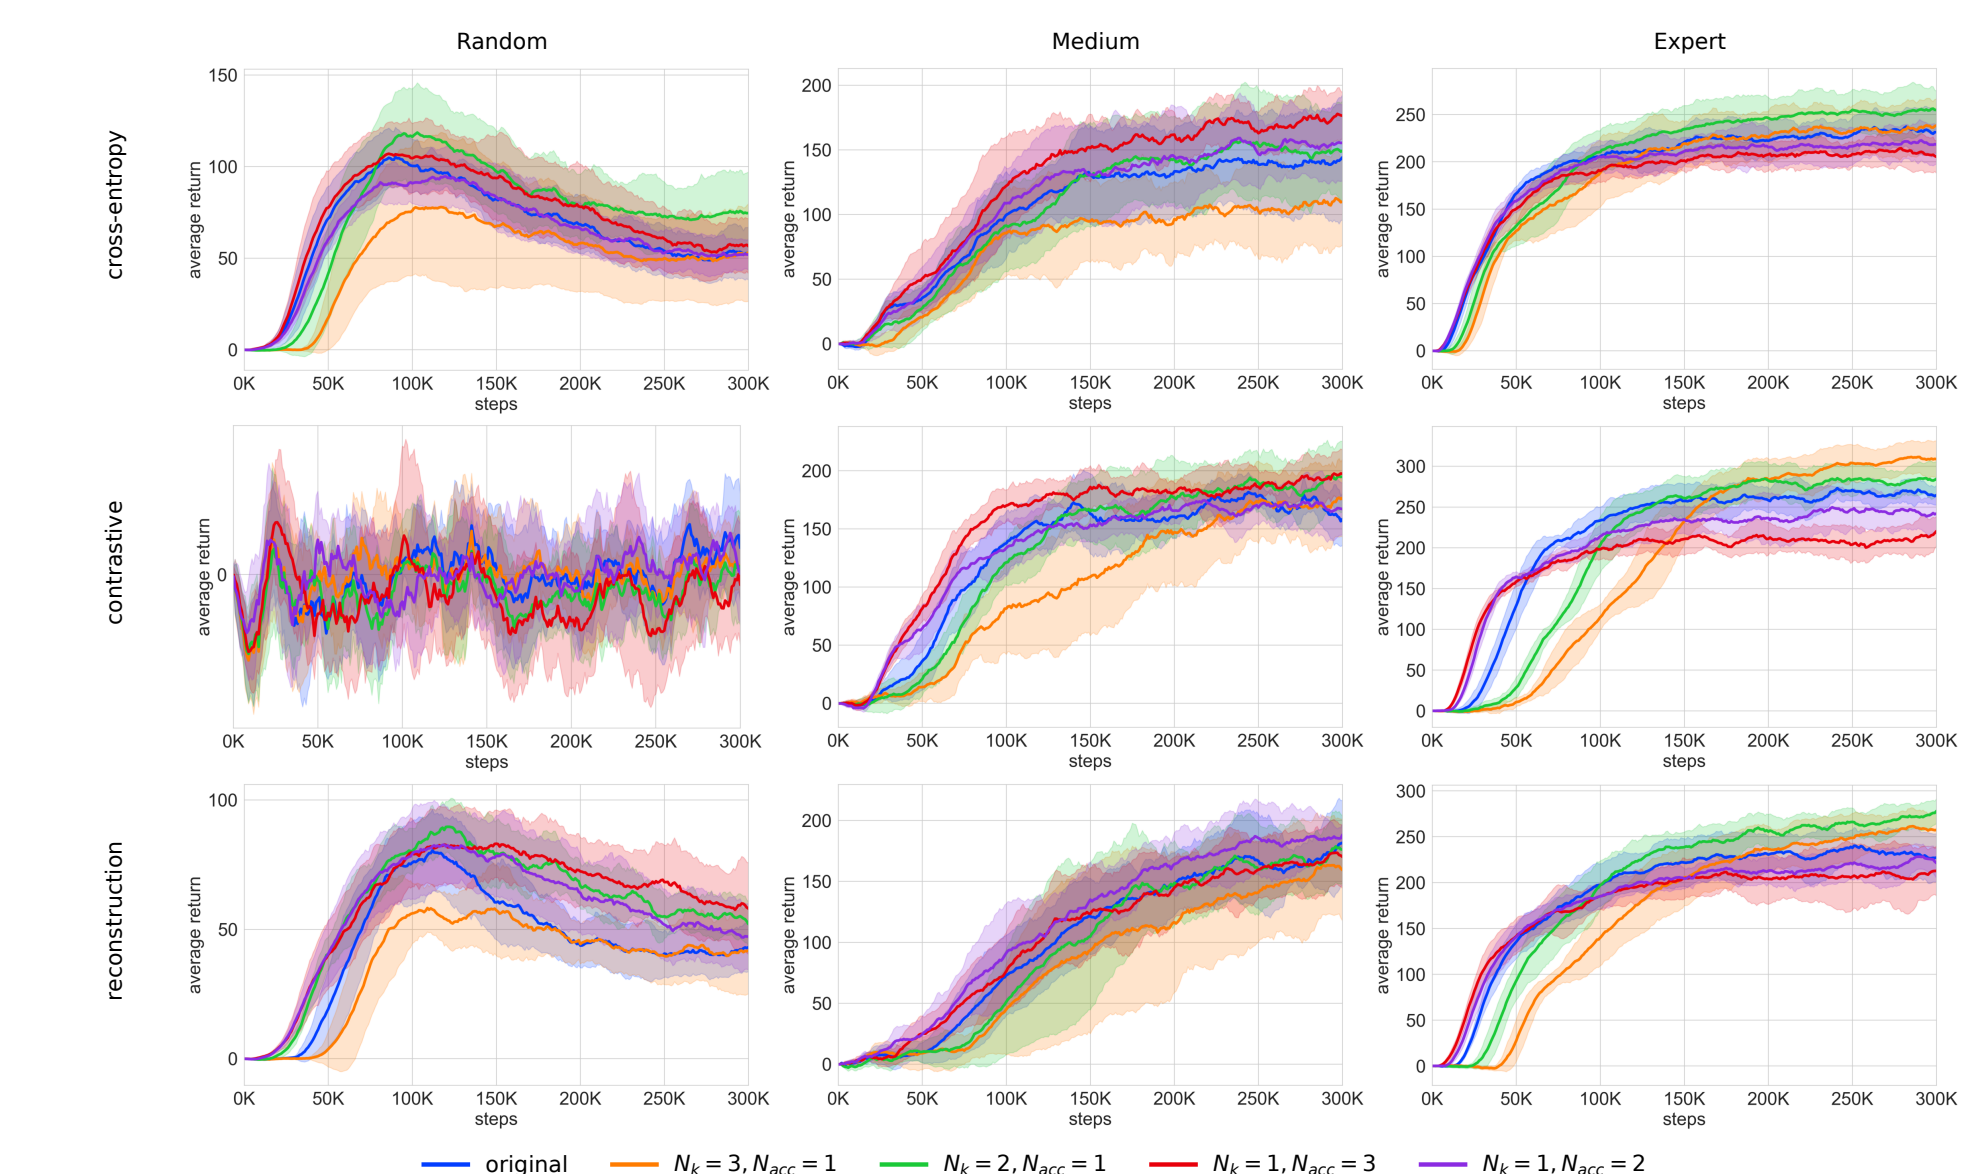 Random Medium Expert
cross-entropy
average return
150
100
50
0
0K 50K 100K 150K 200K 250K 300K
steps
average return
200
150
100
50
0
0K 50K 100K 150K 200K 250K 300K
steps
average return
250
200
150
100
50
0
0K 50K 100K 150K 200K 250K 300K
steps
contrastive
average return
0
0K 50K 100K 150K 200K 250K 300K
steps
average return
200
150
100
50
0
0K 50K 100K 150K 200K 250K 300K
steps
average return
300
250
200
150
100
50
0
0K 50K 100K 150K 200K 250K 300K
steps
reconstruction
average return
100
50
0
0K 50K 100K 150K 200K 250K 300K
steps
average return
200
150
100
50
0
0K 50K 100K 150K 200K 250K 300K
steps
average return
300
250
200
150
100
50
0
0K 50K 100K 150K 200K 250K 300K
steps
original N_k = 3, N_acc = 1 N_k = 2, N_acc = 1 N_k = 1, N_acc = 3 N_k = 1, N_acc = 2